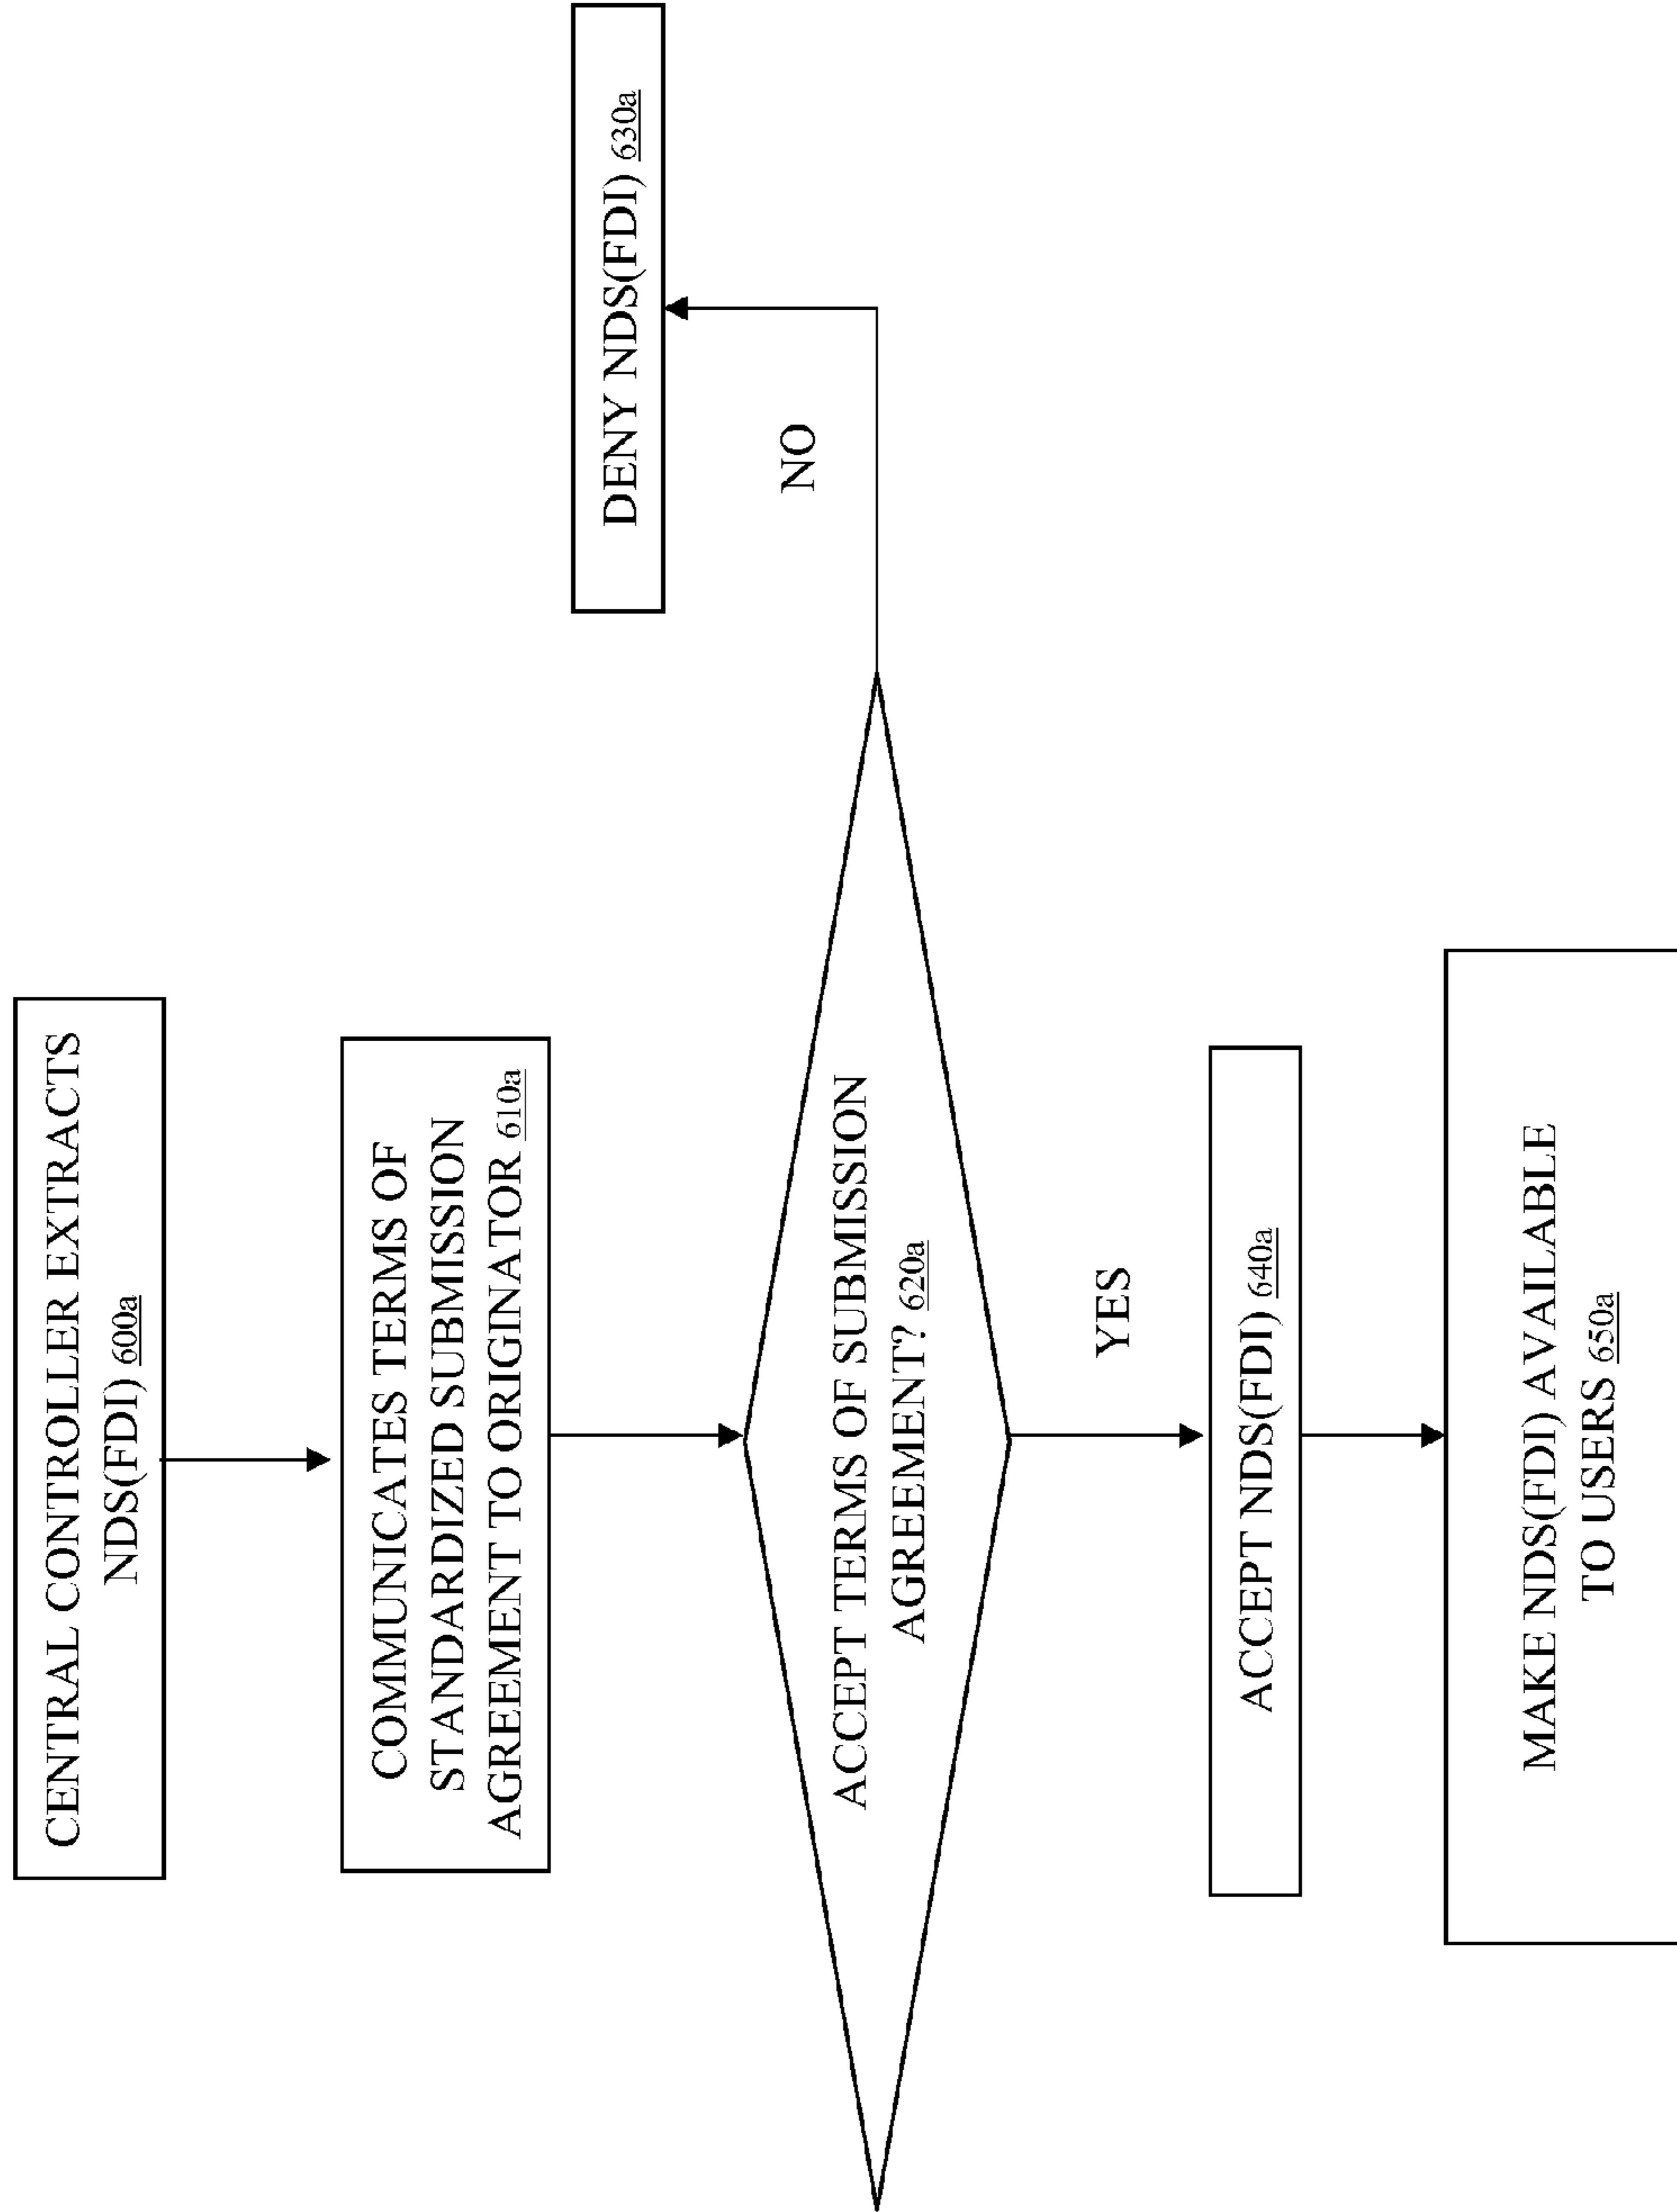 CENTRAL CONTROLLER EXTRACTS
NDS(FDI) 600a
COMMUNICATES TERMS OF
STANDARDIZED SUBMISSION
AGREEMENT TO ORIGINATOR 610a
ACCEPT TERMS OF SUBMISSION
AGREEMENT? 620a
NO
DENY NDS(FDI) 630a
YES
ACCEPT NDS(FDI) 640a
MAKE NDS(FDI) AVAILABLE
TO USERS 650a